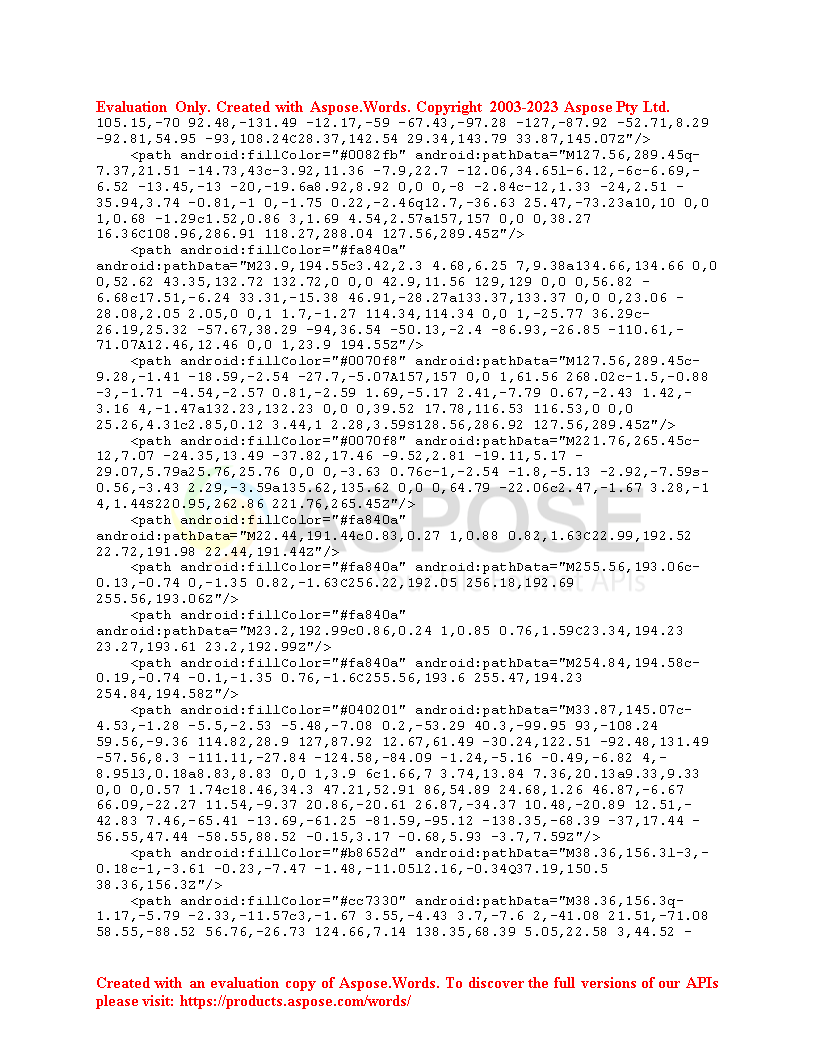 Evaluation Only. Created with Aspose.Words. Copyright 2003-2023 Aspose Pty Ltd.
105.15,-70 92.48,-131.49 -12.17,-59 -67.43,-97.28 -127,-87.92 -52.71,8.29
-92.81,54.95 -93,108.24C28.37,142.54 29.34,143.79 33.87,145.07Z"/>
<path android:fillColor="#0082fb" android:pathData="M127.56,289.45q-
7.37,21.51 -14.73,43c-3.92,11.36 -7.9,22.7 -12.06,34.65l-6.12,-6c-6.69,-
6.52 -13.45,-13 -20,-19.6a8.92,8.92 0,0 0,-8 -2.84c-12,1.33 -24,2.51 -
35.94,3.74 -0.81,-1 0,-1.75 0.22,-2.46q12.7,-36.63 25.47,-73.23a10,10 0,0
1,0.68 -1.29c1.52,0.86 3,1.69 4.54,2.57a157,157 0,0 0,38.27
16.36C108.96,286.91 118.27,288.04 127.56,289.45Z"/>
<path android:fillColor="#fa840a"
android:pathData="M23.9,194.55c3.42,2.3 4.68,6.25 7,9.38a134.66,134.66 0,0
0,52.62 43.35,132.72 132.72,0 0,0 42.9,11.56 129,129 0,0 0,56.82 -
6.68c17.51,-6.24 33.31,-15.38 46.91,-28.27a133.37,133.37 0,0 0,23.06 -
28.08,2.05 2.05,0 0,1 1.7,-1.27 114.34,114.34 0,0 1,-25.77 36.29c-
26.19,25.32 -57.67,38.29 -94,36.54 -50.13,-2.4 -86.93,-26.85 -110.61,-
71.07A12.46,12.46 0,0 1,23.9 194.55Z"/>
<path android:fillColor="#0070f8" android:pathData="M127.56,289.45c-
9.28,-1.41 -18.59,-2.54 -27.7,-5.07A157,157 0,0 1,61.56 268.02c-1.5,-0.88
-3,-1.71 -4.54,-2.57 0.81,-2.59 1.69,-5.17 2.41,-7.79 0.67,-2.43 1.42,-
3.16 4,-1.47a132.23,132.23 0,0 0,39.52 17.78,116.53 116.53,0 0,0
25.26,4.31c2.85,0.12 3.44,1 2.28,3.59S128.56,286.92 127.56,289.45Z"/>
<path android:fillColor="#0070f8" android:pathData="M221.76,265.45c-
12,7.07 -24.35,13.49 -37.82,17.46 -9.52,2.81 -19.11,5.17 -
29.07,5.79a25.76,25.76 0,0 0,-3.63 0.76c-1,-2.54 -1.8,-5.13 -2.92,-7.59s-
0.56,-3.43 2.29,-3.59a135.62,135.62 0,0 0,64.79 -22.06c2.47,-1.67 3.28,-1
4,1.44S220.95,262.86 221.76,265.45Z"/>
<path android:fillColor="#fa840a"
android:pathData="M22.44,191.44c0.83,0.27 1,0.88 0.82,1.63C22.99,192.52
22.72,191.98 22.44,191.44Z"/>
<path android:fillColor="#fa840a" android:pathData="M255.56,193.06c-
0.13,-0.74 0,-1.35 0.82,-1.63C256.22,192.05 256.18,192.69
255.56,193.06Z"/>
<path android:fillColor="#fa840a"
android:pathData="M23.2,192.99c0.86,0.24 1,0.85 0.76,1.59C23.34,194.23
23.27,193.61 23.2,192.99Z"/>
<path android:fillColor="#fa840a" android:pathData="M254.84,194.58c-
0.19,-0.74 -0.1,-1.35 0.76,-1.6C255.56,193.6 255.47,194.23
254.84,194.58Z"/>
<path android:fillColor="#040201" android:pathData="M33.87,145.07c-
4.53,-1.28 -5.5,-2.53 -5.48,-7.08 0.2,-53.29 40.3,-99.95 93,-108.24
59.56,-9.36 114.82,28.9 127,87.92 12.67,61.49 -30.24,122.51 -92.48,131.49
-57.56,8.3 -111.11,-27.84 -124.58,-84.09 -1.24,-5.16 -0.49,-6.82 4,-
8.95l3,0.18a8.83,8.83 0,0 1,3.9 6c1.66,7 3.74,13.84 7.36,20.13a9.33,9.33
0,0 0,0.57 1.74c18.46,34.3 47.21,52.91 86,54.89 24.68,1.26 46.87,-6.67
66.09,-22.27 11.54,-9.37 20.86,-20.61 26.87,-34.37 10.48,-20.89 12.51,-
42.83 7.46,-65.41 -13.69,-61.25 -81.59,-95.12 -138.35,-68.39 -37,17.44 -
56.55,47.44 -58.55,88.52 -0.15,3.17 -0.68,5.93 -3.7,7.59Z"/>
<path android:fillColor="#b8652d" android:pathData="M38.36,156.3l-3,-
0.18c-1,-3.61 -0.23,-7.47 -1.48,-11.05l2.16,-0.34Q37.19,150.5
38.36,156.3Z"/>
<path android:fillColor="#cc7330" android:pathData="M38.36,156.3q-
1.17,-5.79 -2.33,-11.57c3,-1.67 3.55,-4.43 3.7,-7.6 2,-41.08 21.51,-71.08
58.55,-88.52 56.76,-26.73 124.66,7.14 138.35,68.39 5.05,22.58 3,44.52 -
Created with an evaluation copy of Aspose.Words. To discover the full versions of our APIs
please visit: https://products.aspose.com/words/